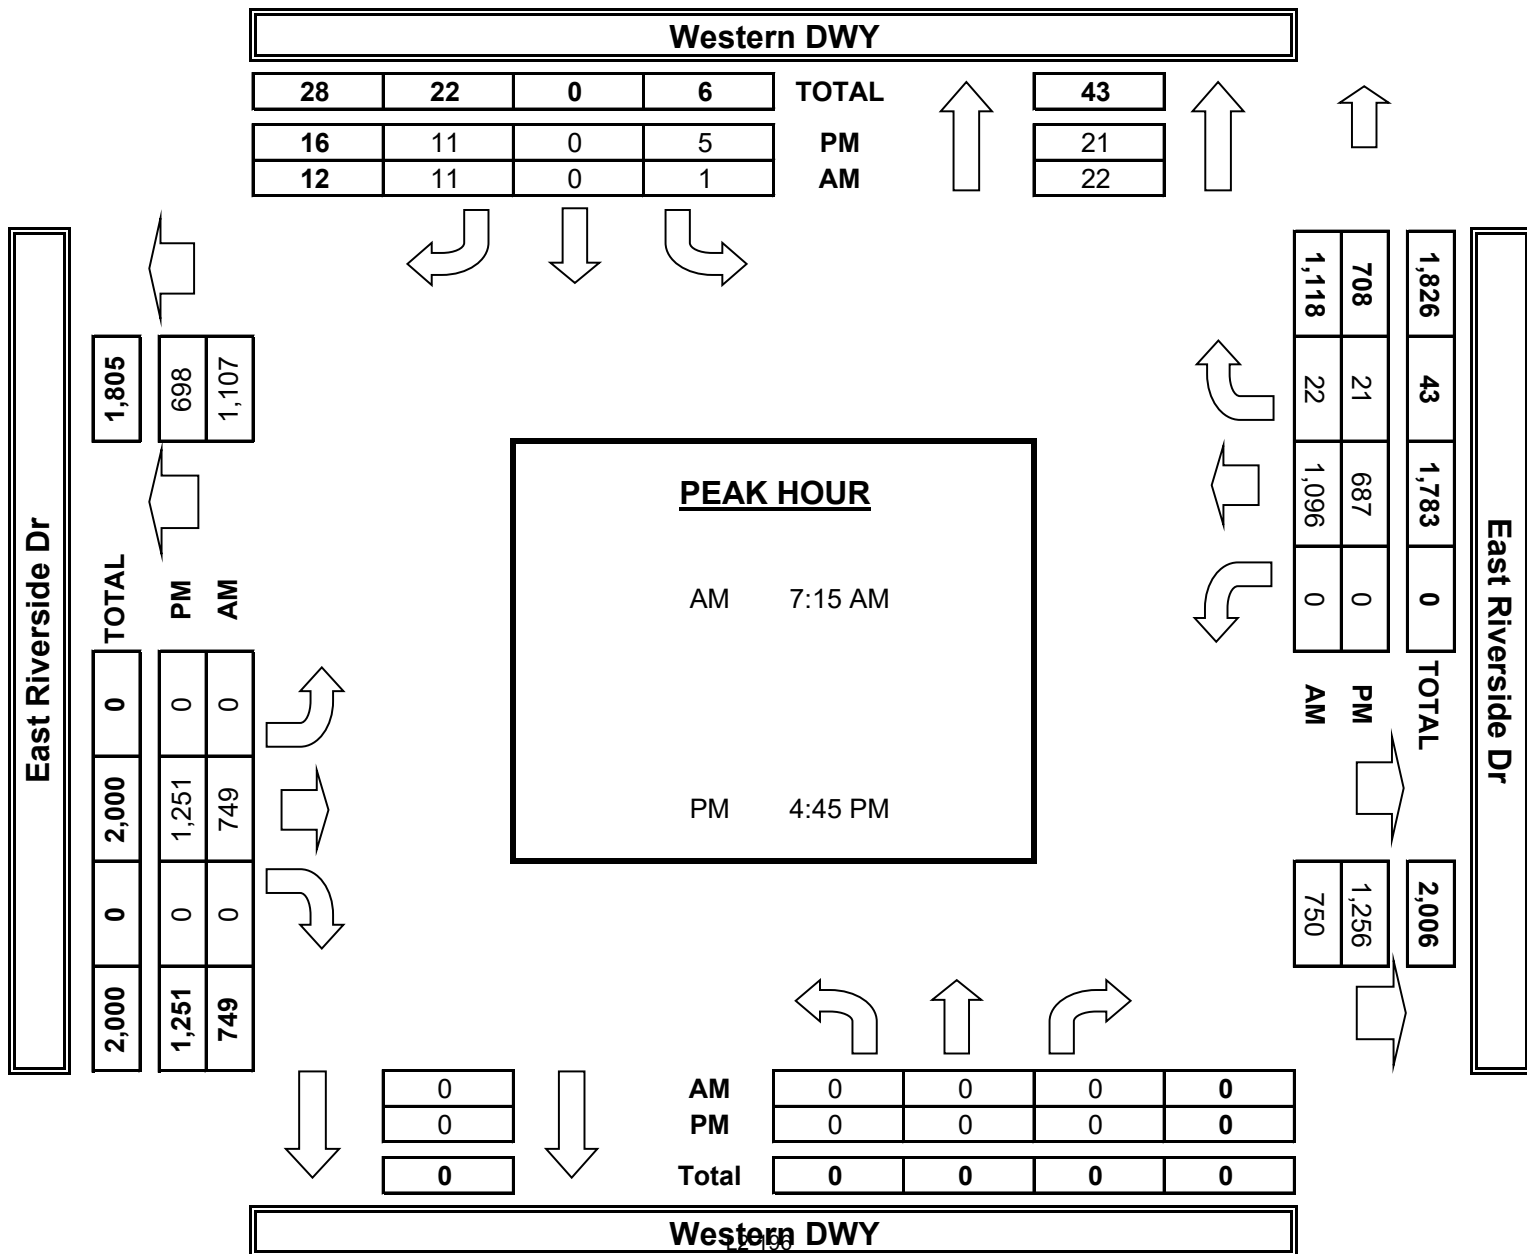 Western DWY
28 22 0 6 TOTAL 43
16 11 0 5 PM 21
12 11 0 1 AM 22
East Riverside Dr
1,805
698
1,107
TOTAL
PM
AM
0 0 0
2,000 1,251 749
0 0 0
2,000 1,251 749
PEAK HOUR
AM 7:15 AM
PM 4:45 PM
1,118 708 1,826
22 21 43
1,096 687 1,783
0 0 0
AM PM TOTAL
750 1,256 2,006
East Riverside Dr
0 AM 0 0 0 0
0 PM 0 0 0 0
0 Total 0 0 0 0
Western DWY
L2-196